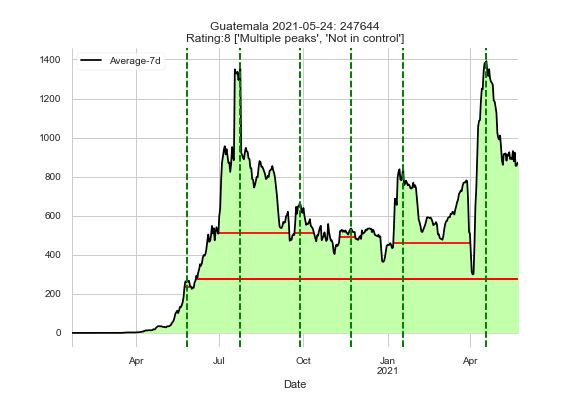 Guatemala 2021-05-24: 247644
Rating:8 ['Multiple peaks', 'Not in control']
Average-7d
1400
1200
1000
800
600
400
200
0
Apr Jul Oct Jan Apr
2021
Date